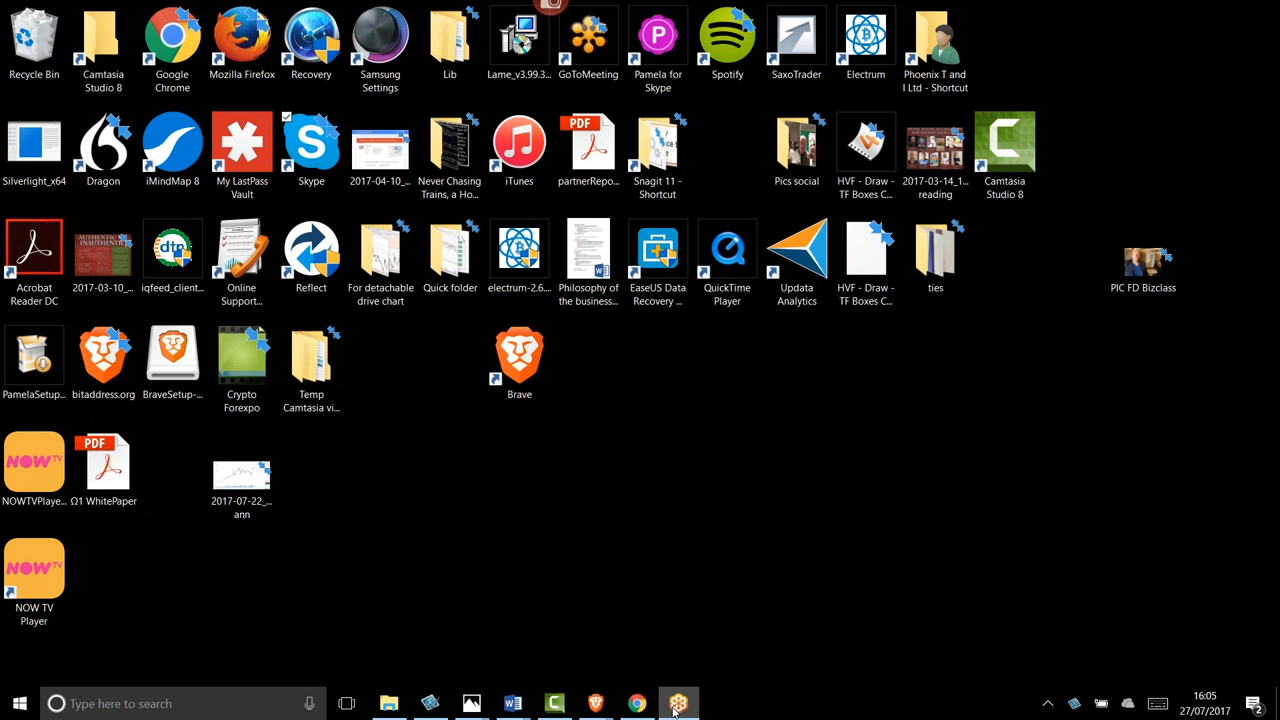 Recycle Bin
Camtasia
Studio 8
Google
Chrome
Mozilla Firefox
Recovery
Samsung
Settings
Lib
Lame_v3.99.3...
GoToMeeting
Pamela for
Skype
Spotify
SaxoTrader
Electrum
Phoenix T and
I Ltd - Shortcut
Silverlight_x64
Dragon
iMindMap 8
My LastPass
Vault
Skype
2017-04-10_...
Never Chasing
Trains, a Ho...
iTunes
PDF
partnerRepo...
Snagit 11 -
Shortcut
Pics social
HVF - Draw -
TF Boxes C...
2017-03-14_1...
reading
Camtasia
Studio 8
Acrobat
Reader DC
AUTHENTIC
INAUTHENTIC
2017-03-10_...
dtn
iqfeed_client...
Online
Support...
Reflect
For detachable
drive chart
Quick folder
electrum-2.6....
Philosophy of
the business...
EaseUS Data
Recovery ...
QuickTime
Player
Updata
Analytics
HVF - Draw -
TF Boxes C...
ties
PIC FD Bizclass
PamelaSetup...
bitaddress.org
BraveSetup-...
Crypto
Forexpo
Temp
Camtasia vi...
Brave
NOW TV
NOWTVPlaye...
PDF
Ω1 WhitePaper
2017-07-22_...
ann
NOW TV
NOW TV
Player
Type here to search
16:05
27/07/2017
2